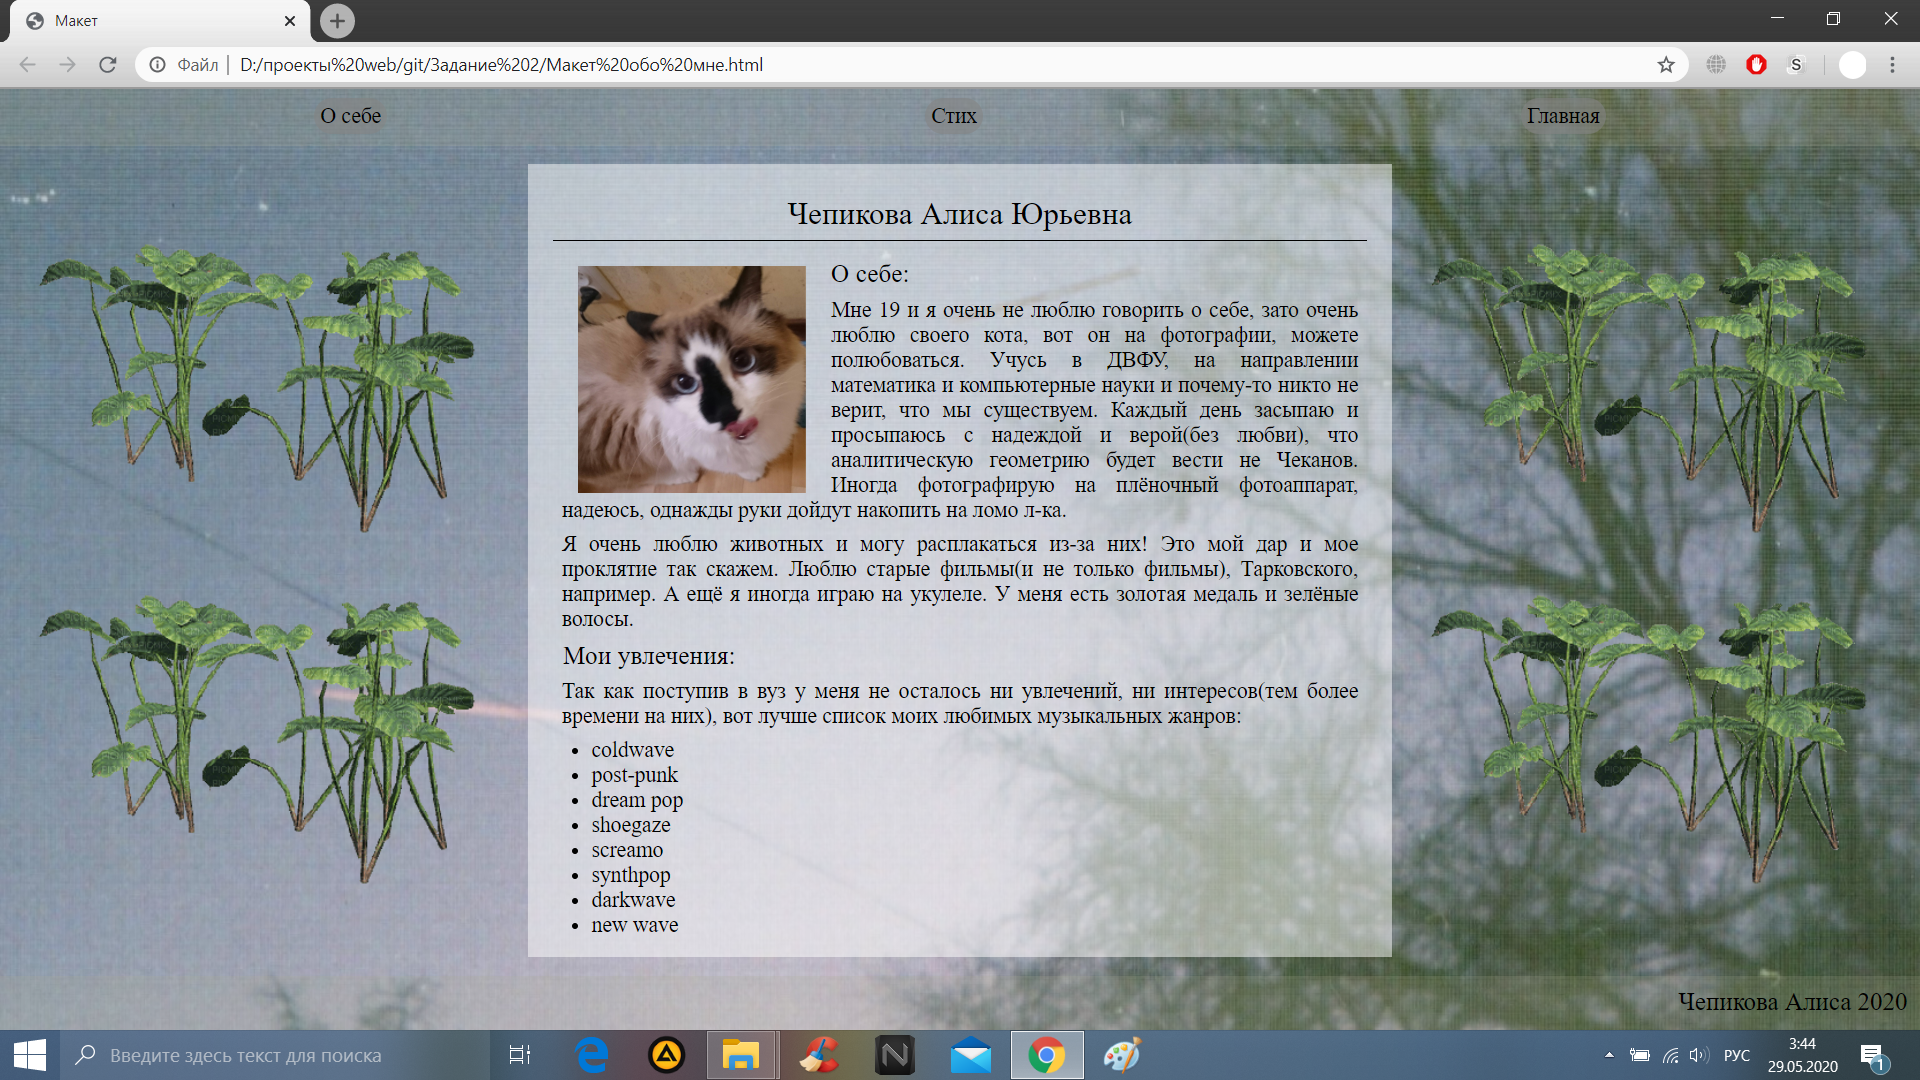 Макет
Файл
D:/проекты%20web/git/Задание%202/Макет%20обо%20мне.html
S
О себе
Стих
Главная
Чепикова Алиса Юрьевна
О себе:
Мне 19 и я очень не люблю говорить о себе, зато очень
люблю своего кота, вот он на фотографии, можете
полюбоваться. Учусь в ДВФУ, на направлении
математика и компьютерные науки и почему-то никто не
верит, что мы существуем. Каждый день засыпаю и
просыпаюсь с надеждой и верой(без любви), что
аналитическую геометрию будет вести не Чеканов.
Иногда фотографирую на плёночный фотоаппарат,
надеюсь, однажды руки дойдут накопить на ломо л-ка.
Я очень люблю животных и могу расплакаться из-за них! Это мой дар и мое
проклятие так скажем. Люблю старые фильмы(и не только фильмы), Тарковского,
например. А ещё я иногда играю на укулеле. У меня есть золотая медаль и зелёные
волосы.
Мои увлечения:
Так как поступив в вуз у меня не осталось ни увлечений, ни интересов(тем более
времени на них), вот лучше список моих любимых музыкальных жанров:
coldwave
post-punk
dream pop
shoegaze
screamo
synthpop
darkwave
new wave
Чепикова Алиса 2020
Введите здесь текст для поиска
N
РУС
3:44
29.05.2020
1